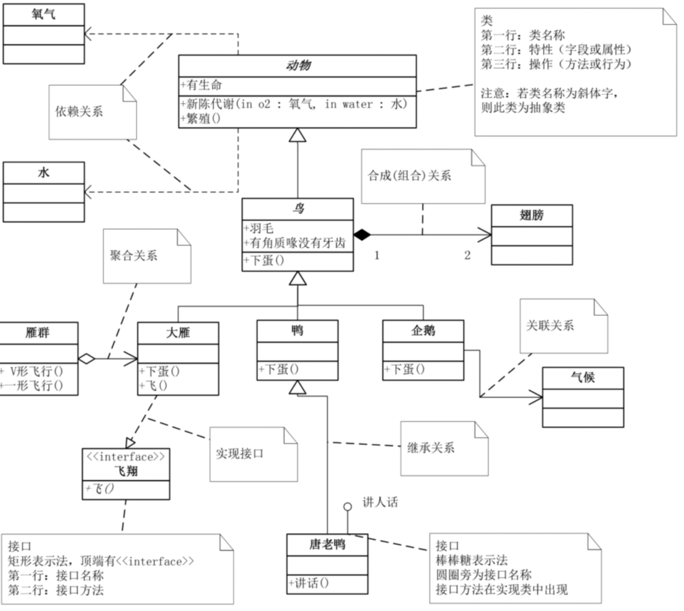 氧气
动物
+有生命
+新陈代谢(in o2 : 氧气, in water : 水)
+繁殖()
类
第一行: 类名称
第二行: 特性（字段或属性）
第三行: 操作（方法或行为）
注意: 若类名称为斜体字,
则此类为抽象类
依赖关系
水
合成(组合)关系
鸟
+羽毛
+有角质喙没有牙齿
+下蛋()
1
2
翅膀
聚合关系
雁群
+ V形飞行()
+一形飞行()
大雁
+下蛋()
+飞()
鸭
+下蛋()
企鹅
+下蛋()
关联关系
气候
<<interface>>
飞翔
+飞()
实现接口
继承关系
讲人话
唐老鸭
+讲话()
接口
矩形表示法, 顶端有<<interface>>
第一行: 接口名称
第二行: 接口方法
接口
棒棒糖表示法
圆圈旁为接口名称
接口方法在实现类中出现